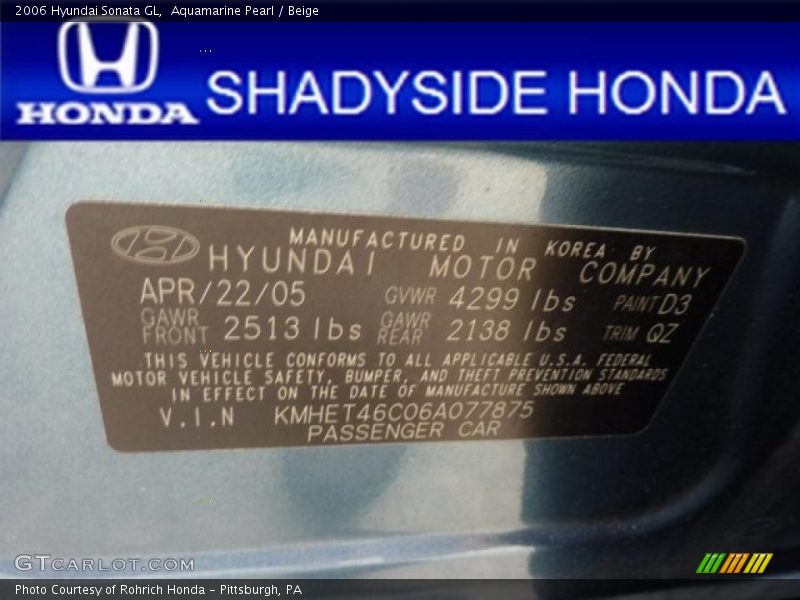 2006 Hyundai Sonata GL,  Aquamarine Pearl / Beige
...
HONDA SHADYSIDE HONDA
MANUFACTURED IN KOREA BY
HYUNDAI MOTOR COMPANY
APR/22/05 GVWR 4299 lbs PAINT D3
GAWR FRONT 2513 lbs GAWR REAR 2138 lbs TRIM QZ
THIS VEHICLE CONFORMS TO ALL APPLICABLE U.S.A. FEDERAL
MOTOR VEHICLE SAFETY, BUMPER, AND THEFT PREVENTION STANDARDS
IN EFFECT ON THE DATE OF MANUFACTURE SHOWN ABOVE
V.I.N KMHET46C06A077875
PASSENGER CAR
GTCARLOT.COM
Photo Courtesy of Rohrich Honda - Pittsburgh, PA